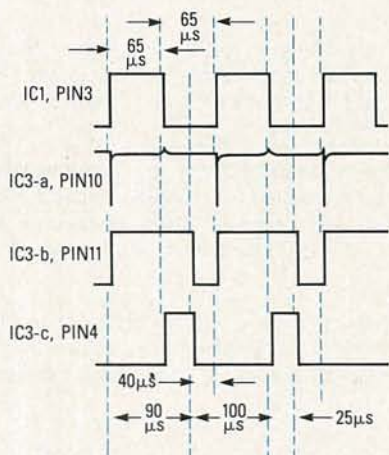 65
µs
65
µs
IC1, PIN3
IC3-a, PIN10
IC3-b, PIN11
IC3-c, PIN4
40µs
90
µs
100
µs
25µs